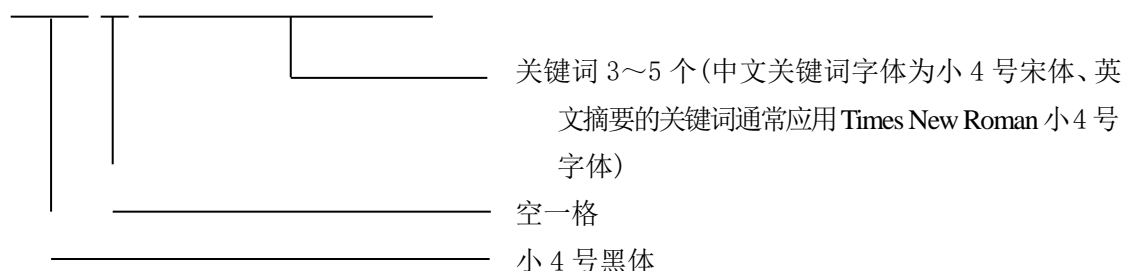 关键词 3～5 个(中文关键词字体为小 4 号宋体、英
文摘要的关键词通常应用 Times New Roman 小 4 号
字体)
空一格
小 4 号黑体